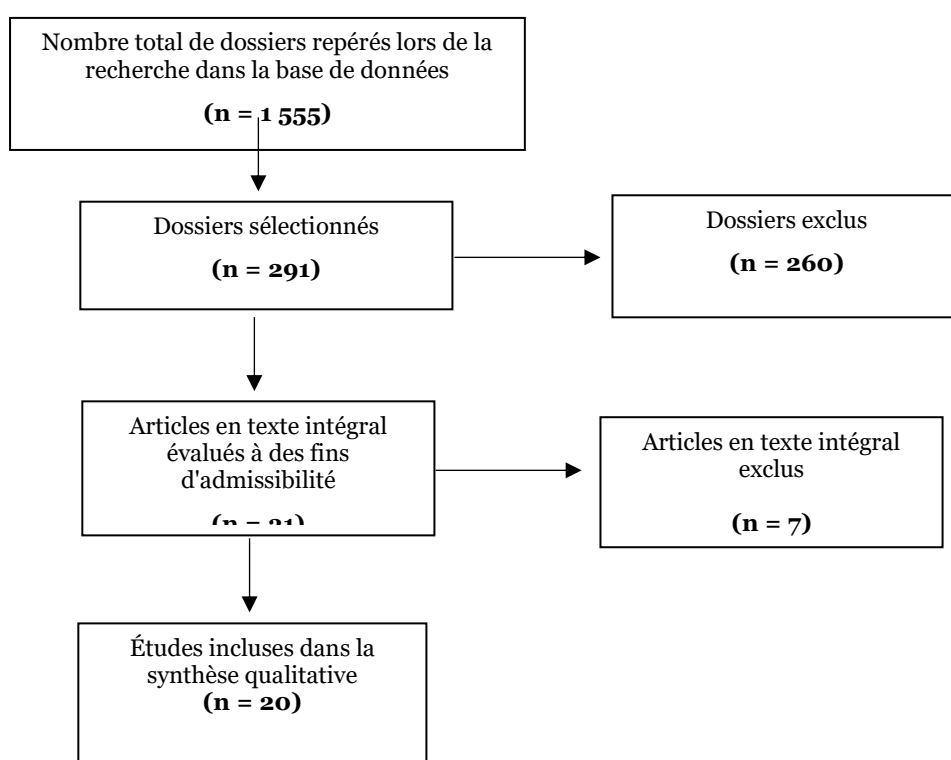 Nombre total de dossiers repérés lors de la
recherche dans la base de données
(n = 1 555)
Dossiers sélectionnés
(n = 291)
Dossiers exclus
(n = 260)
Articles en texte intégral
évalués à des fins
d'admissibilité
(n =
Articles en texte intégral
exclus
(n = 7)
Études incluses dans la
synthèse qualitative
(n = 20)